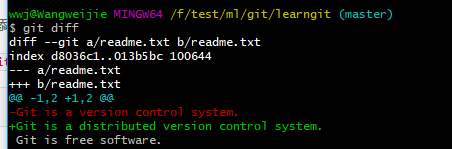 wwj@Wangweijie MINGW64 /f/test/ml/git/learngit (master)
$ git diff
diff --git a/readme.txt b/readme.txt
index d8036c1..013b5bc 100644
--- a/readme.txt
+++ b/readme.txt
@@ -1,2 +1,2 @@
-Git is a version control system.
+Git is a distributed version control system.
 Git is free software.